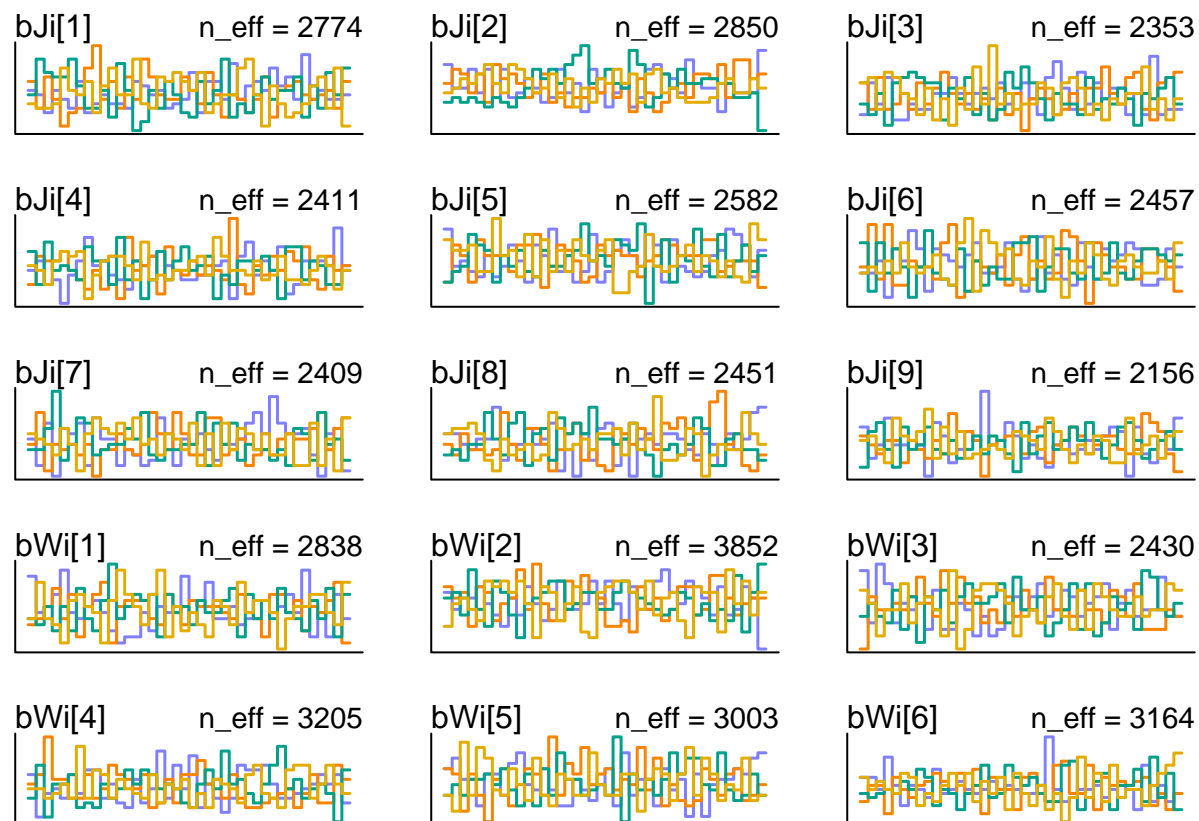 bJi[1] n_eff = 2774 bJi[2] n_eff = 2850 bJi[3] n_eff = 2353
bJi[4] n_eff = 2411 bJi[5] n_eff = 2582 bJi[6] n_eff = 2457
bJi[7] n_eff = 2409 bJi[8] n_eff = 2451 bJi[9] n_eff = 2156
bWi[1] n_eff = 2838 bWi[2] n_eff = 3852 bWi[3] n_eff = 2430
bWi[4] n_eff = 3205 bWi[5] n_eff = 3003 bWi[6] n_eff = 3164